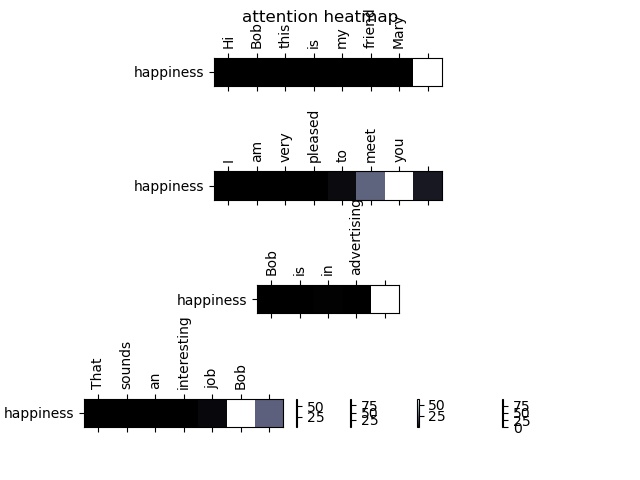 attention heatmap
Hi Bob this is my friend Mary
happiness
I am very pleased to meet you
happiness
Bob is in advertising
happiness
That sounds an interesting job Bob
happiness
50 75 50 75
25 50 25 50
25 25
0